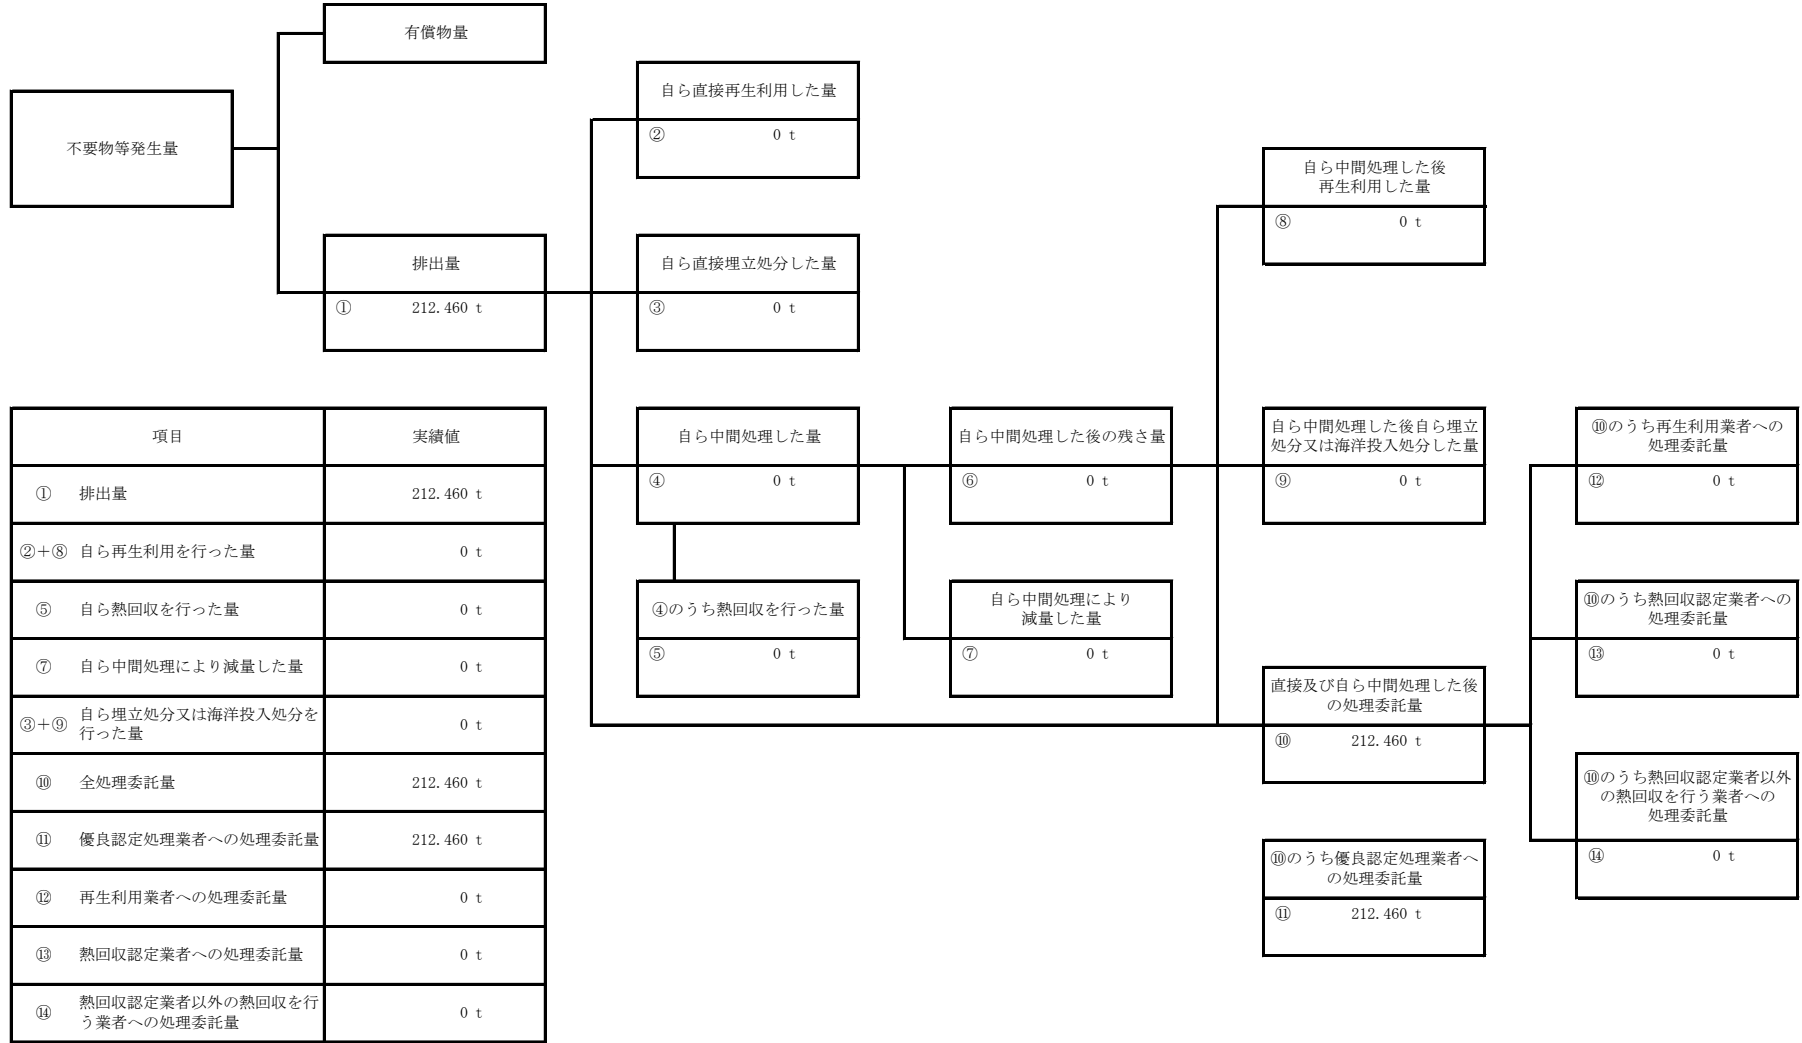 有償物量
不要物等発生量
排出量
① 212.460 t
自ら直接再生利用した量
② 0 t
自ら直接埋立処分した量
③ 0 t
自ら中間処理した量
④ 0 t
④のうち熱回収を行った量
⑤ 0 t
自ら中間処理した後の残さ量
⑥ 0 t
自ら中間処理により
減量した量
⑦ 0 t
自ら中間処理した後
再生利用した量
⑧ 0 t
自ら中間処理した後自ら埋立
処分又は海洋投入処分した量
⑨ 0 t
直接及び自ら中間処理した後
の処理委託量
⑩ 212.460 t
⑩のうち優良認定処理業者へ
の処理委託量
⑪ 212.460 t
⑩のうち再生利用業者への
処理委託量
⑫ 0 t
⑩のうち熱回収認定業者への
処理委託量
⑬ 0 t
⑩のうち熱回収認定業者以外
の熱回収を行う業者への
処理委託量
⑭ 0 t
項目 実績値
① 排出量 212.460 t
②+⑧ 自ら再生利用を行った量 0 t
⑤ 自ら熱回収を行った量 0 t
⑦ 自ら中間処理により減量した量 0 t
③+⑨ 自ら埋立処分又は海洋投入処分を
行った量 0 t
⑩ 全処理委託量 212.460 t
⑪ 優良認定処理業者への処理委託量 212.460 t
⑫ 再生利用業者への処理委託量 0 t
⑬ 熱回収認定業者への処理委託量 0 t
⑭ 熱回収認定業者以外の熱回収を行
う業者への処理委託量 0 t